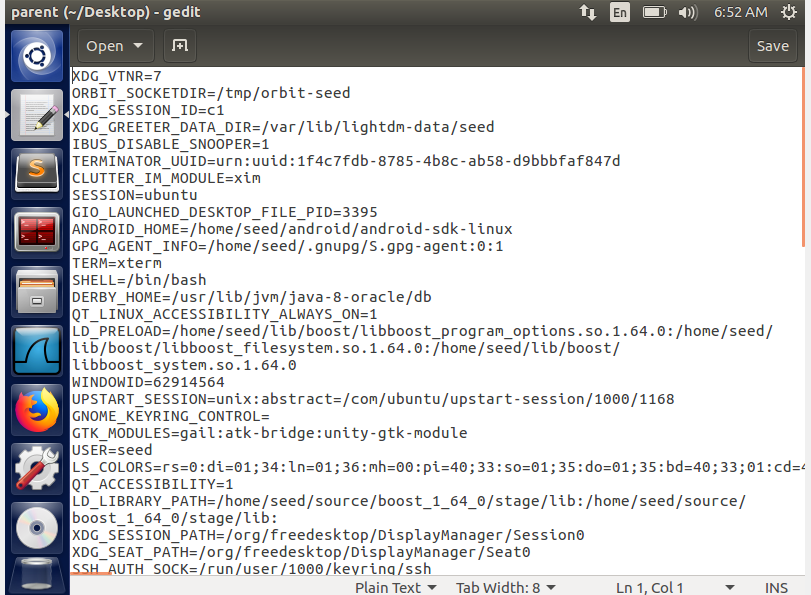 parent (~/Desktop) - gedit
En
6:52 AM
Open
Save
XDG_VTNR=7
ORBIT_SOCKETDIR=/tmp/orbit-seed
XDG_SESSION_ID=c1
XDG_GREETER_DATA_DIR=/var/lib/lightdm-data/seed
IBUS_DISABLE_SNOOPER=1
TERMINATOR_UUID=urn:uuid:1f4c7fdb-8785-4b8c-ab58-d9bbbfaf847d
CLUTTER_IM_MODULE=xim
SESSION=ubuntu
GIO_LAUNCHED_DESKTOP_FILE_PID=3395
ANDROID_HOME=/home/seed/android/android-sdk-linux
GPG_AGENT_INFO=/home/seed/.gnupg/S.gpg-agent:0:1
TERM=xterm
SHELL=/bin/bash
DERBY_HOME=/usr/lib/jvm/java-8-oracle/db
QT_LINUX_ACCESSIBILITY_ALWAYS_ON=1
LD_PRELOAD=/home/seed/lib/boost/libboost_program_options.so.1.64.0:/home/seed/
lib/boost/libboost_filesystem.so.1.64.0:/home/seed/lib/boost/
libboost_system.so.1.64.0
WINDOWID=62914564
UPSTART_SESSION=unix:abstract=/com/ubuntu/upstart-session/1000/1168
GNOME_KEYRING_CONTROL=
GTK_MODULES=gail:atk-bridge:unity-gtk-module
USER=seed
LS_COLORS=rs=0:di=01;34:ln=01;36:mh=00:pi=40;33:so=01;35:do=01;35:bd=40;33;01:cd=4
QT_ACCESSIBILITY=1
LD_LIBRARY_PATH=/home/seed/source/boost_1_64_0/stage/lib:/home/seed/source/
boost_1_64_0/stage/lib:
XDG_SESSION_PATH=/org/freedesktop/DisplayManager/Session0
XDG_SEAT_PATH=/org/freedesktop/DisplayManager/Seat0
SSH_AUTH_SOCK=/run/user/1000/keyring/ssh
Plain Text
Tab Width: 8
Ln 1, Col 1
INS